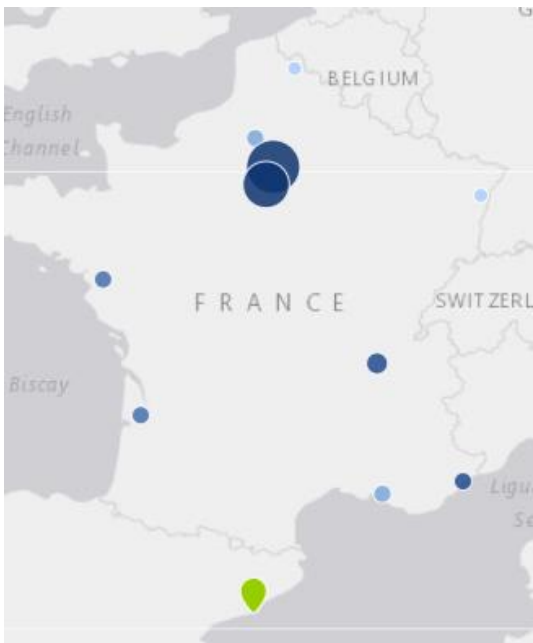 G
BELGIUM
English
Channel
FRANCE
SWITZERL
Biscay
Ligu
Se